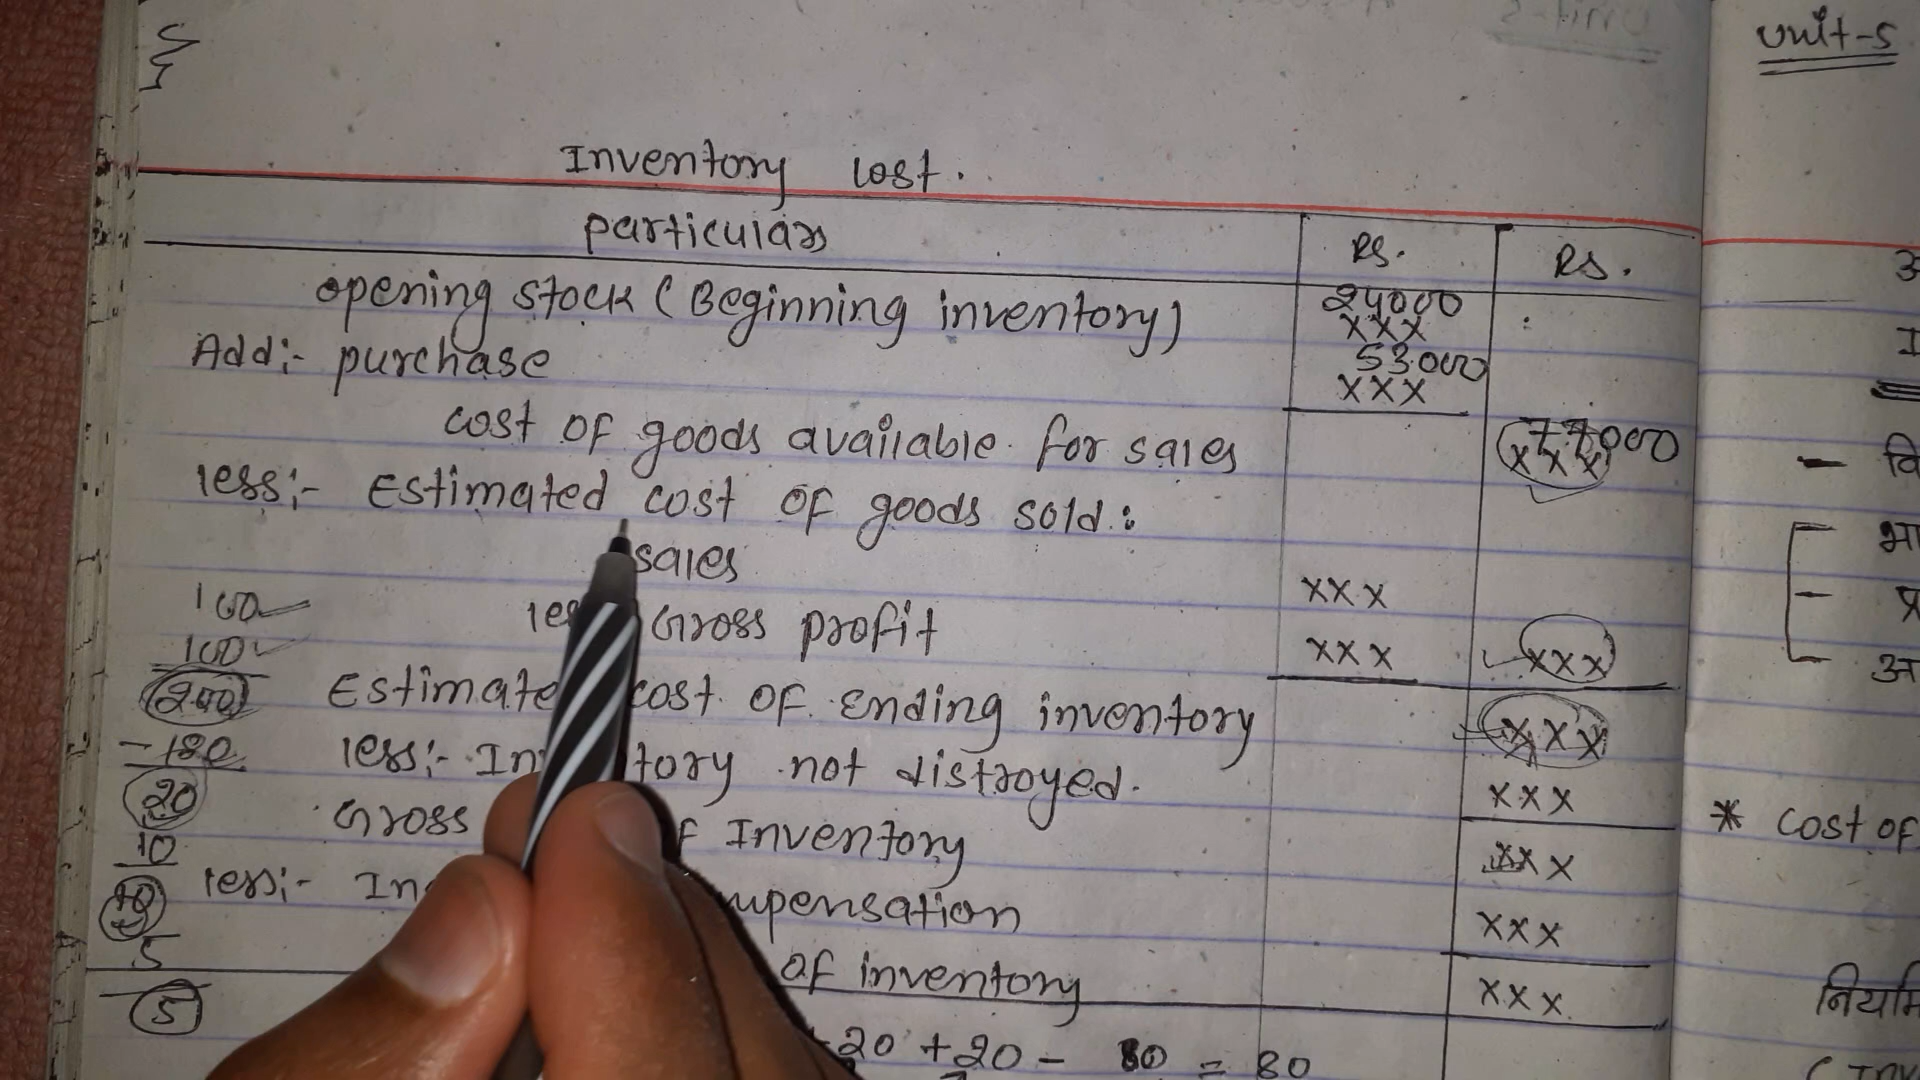 unit-5
Inventory cost.
particulars RS. RS.
opening stock (Beginning inventory) 24000
xxx
Add:- purchase 53000
xxx
cost of goods available for sales 77000
xxx
less:- Estimated cost of goods sold:
sales xxx
100
Gross profit xxx xxx
100
200 Estimate cost of Ending inventory xxx
-180 less:- In tory not distroyed. xxx
20 Gross f Inventory xxx
10
less:- In mpensation xxx
5 of inventory xxx
5
20 + 20 - 80 = 80
* cost of